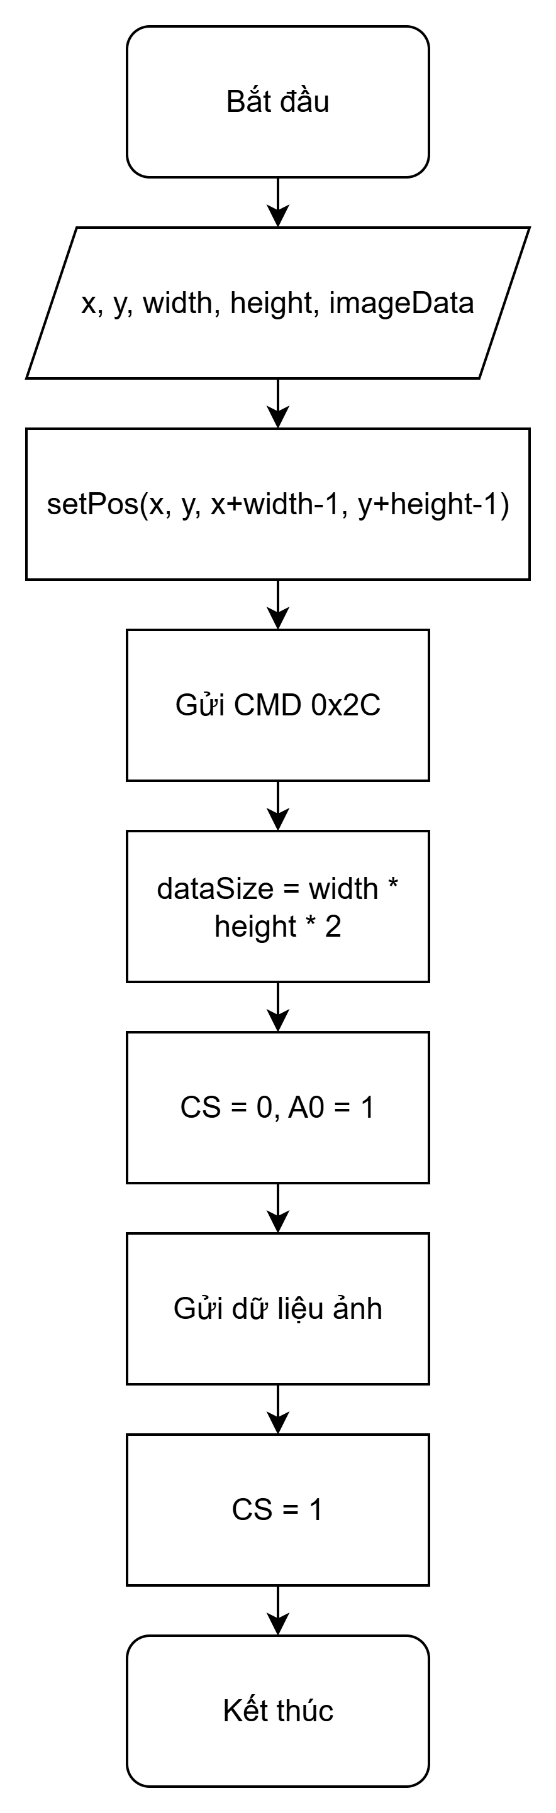 Bắt đầu
x, y, width, height, imageData
setPos(x, y, x+width-1, y+height-1)
Gửi CMD 0x2C
dataSize = width *
height * 2
CS = 0, A0 = 1
Gửi dữ liệu ảnh
CS = 1
Kết thúc